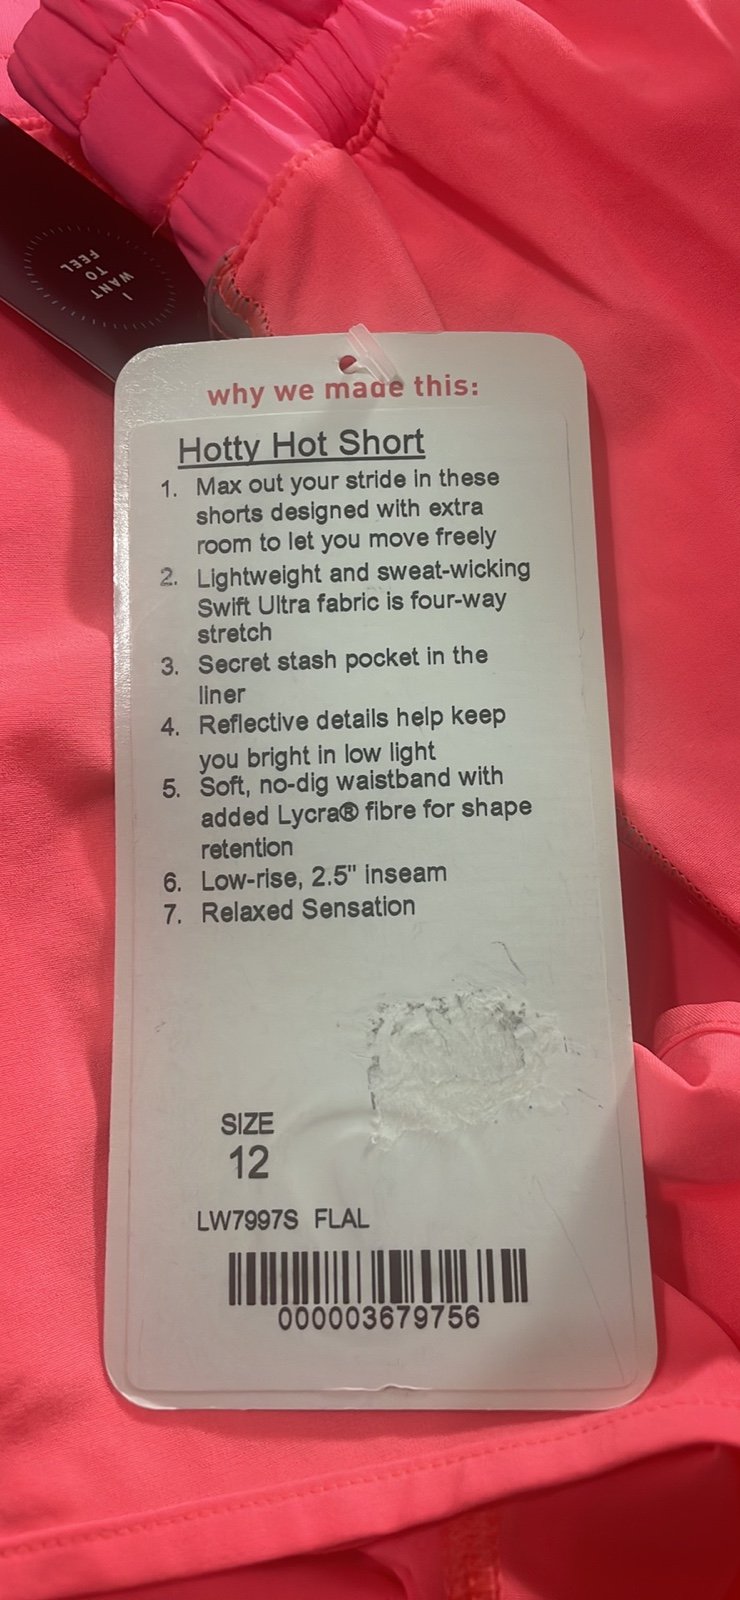 I
WANT
TO
FEEL
why we made this:
Hotty Hot Short
1. Max out your stride in these
shorts designed with extra
room to let you move freely
2. Lightweight and sweat-wicking
Swift Ultra fabric is four-way
stretch
3. Secret stash pocket in the
liner
4. Reflective details help keep
you bright in low light
5. Soft, no-dig waistband with
added Lycra® fibre for shape
retention
6. Low-rise, 2.5" inseam
7. Relaxed Sensation
SIZE
12
LW7997S FLAL
000003679756